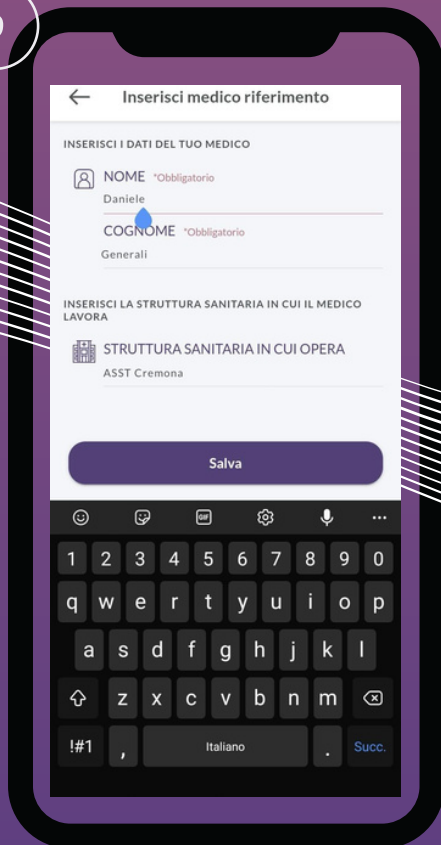 Inserisci medico riferimento
INSERISCI I DATI DEL TUO MEDICO
NOME *Obbligatorio
Daniele
COGNOME *Obbligatorio
Generali
INSERISCI LA STRUTTURA SANITARIA IN CUI IL MEDICO
LAVORA
STRUTTURA SANITARIA IN CUI OPERA
ASST Cremona
Salva
GIF
1 2 3 4 5 6 7 8 9 0
q w e r t y u i o p
a s d f g h j k l
z x c v b n m
!#1 , Italiano . Succ.